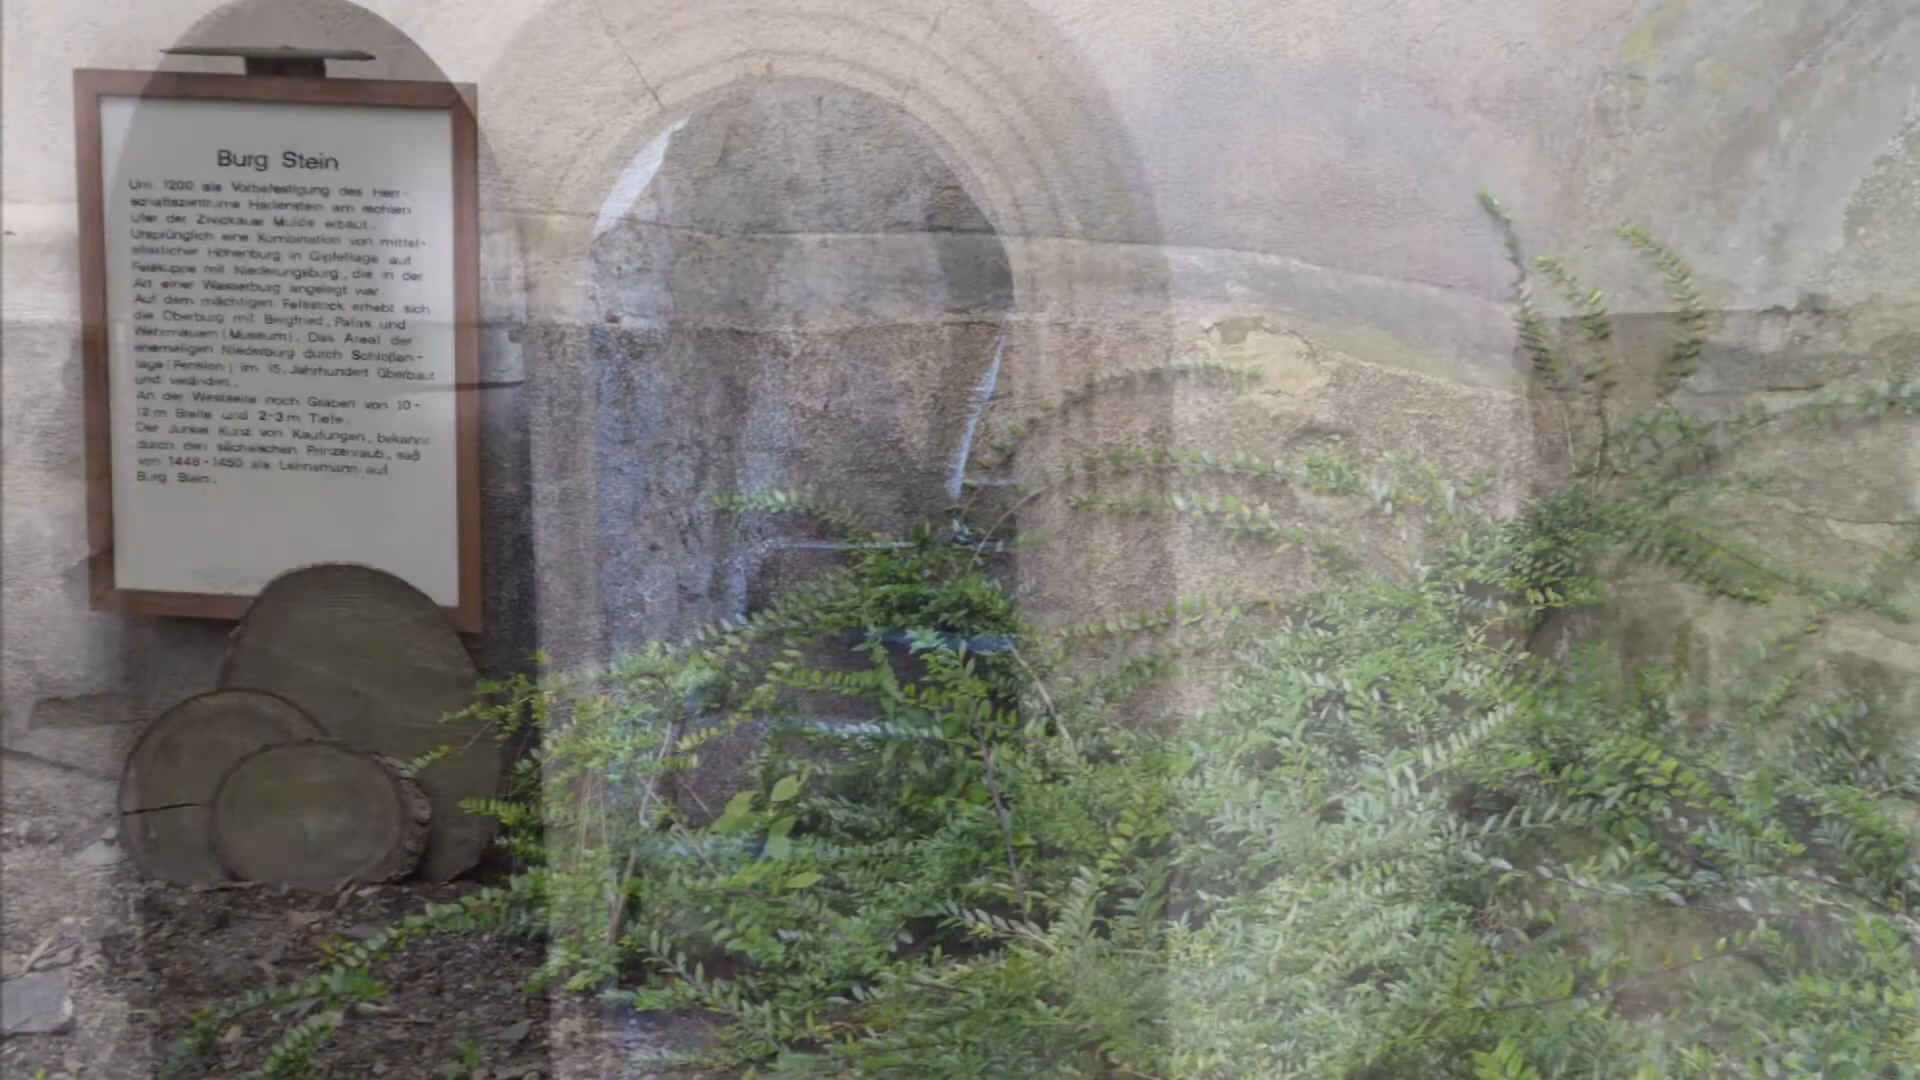 Burg Stein
Um 1200 als Vorbefestigung des Herr-
schaftszentrums Hartenstein am rechten
Ufer der Zwickauer Mulde erbaut.
Ursprünglich eine Kombination von mittel-
alterlicher Höhenburg in Gipfellage auf
Felskuppe mit Niederungsburg, die in der
Art einer Wasserburg angelegt war.
Auf dem mächtigen Felsstock erhebt sich
die Oberburg mit Bergfried, Palas und
Wehrmauern (Museum). Das Areal der
ehemaligen Niederburg durch Schloßan-
lage (Pension) im 15. Jahrhundert überbaut
und verändert.
An der Westseite noch Graben von 10-
12 m Breite und 2-3 m Tiefe.
Der Junker Kunz von Kaufungen, bekannt
durch den sächsischen Prinzenraub, saß
von 1446-1450 als Lehnsmann auf
Burg Stein.